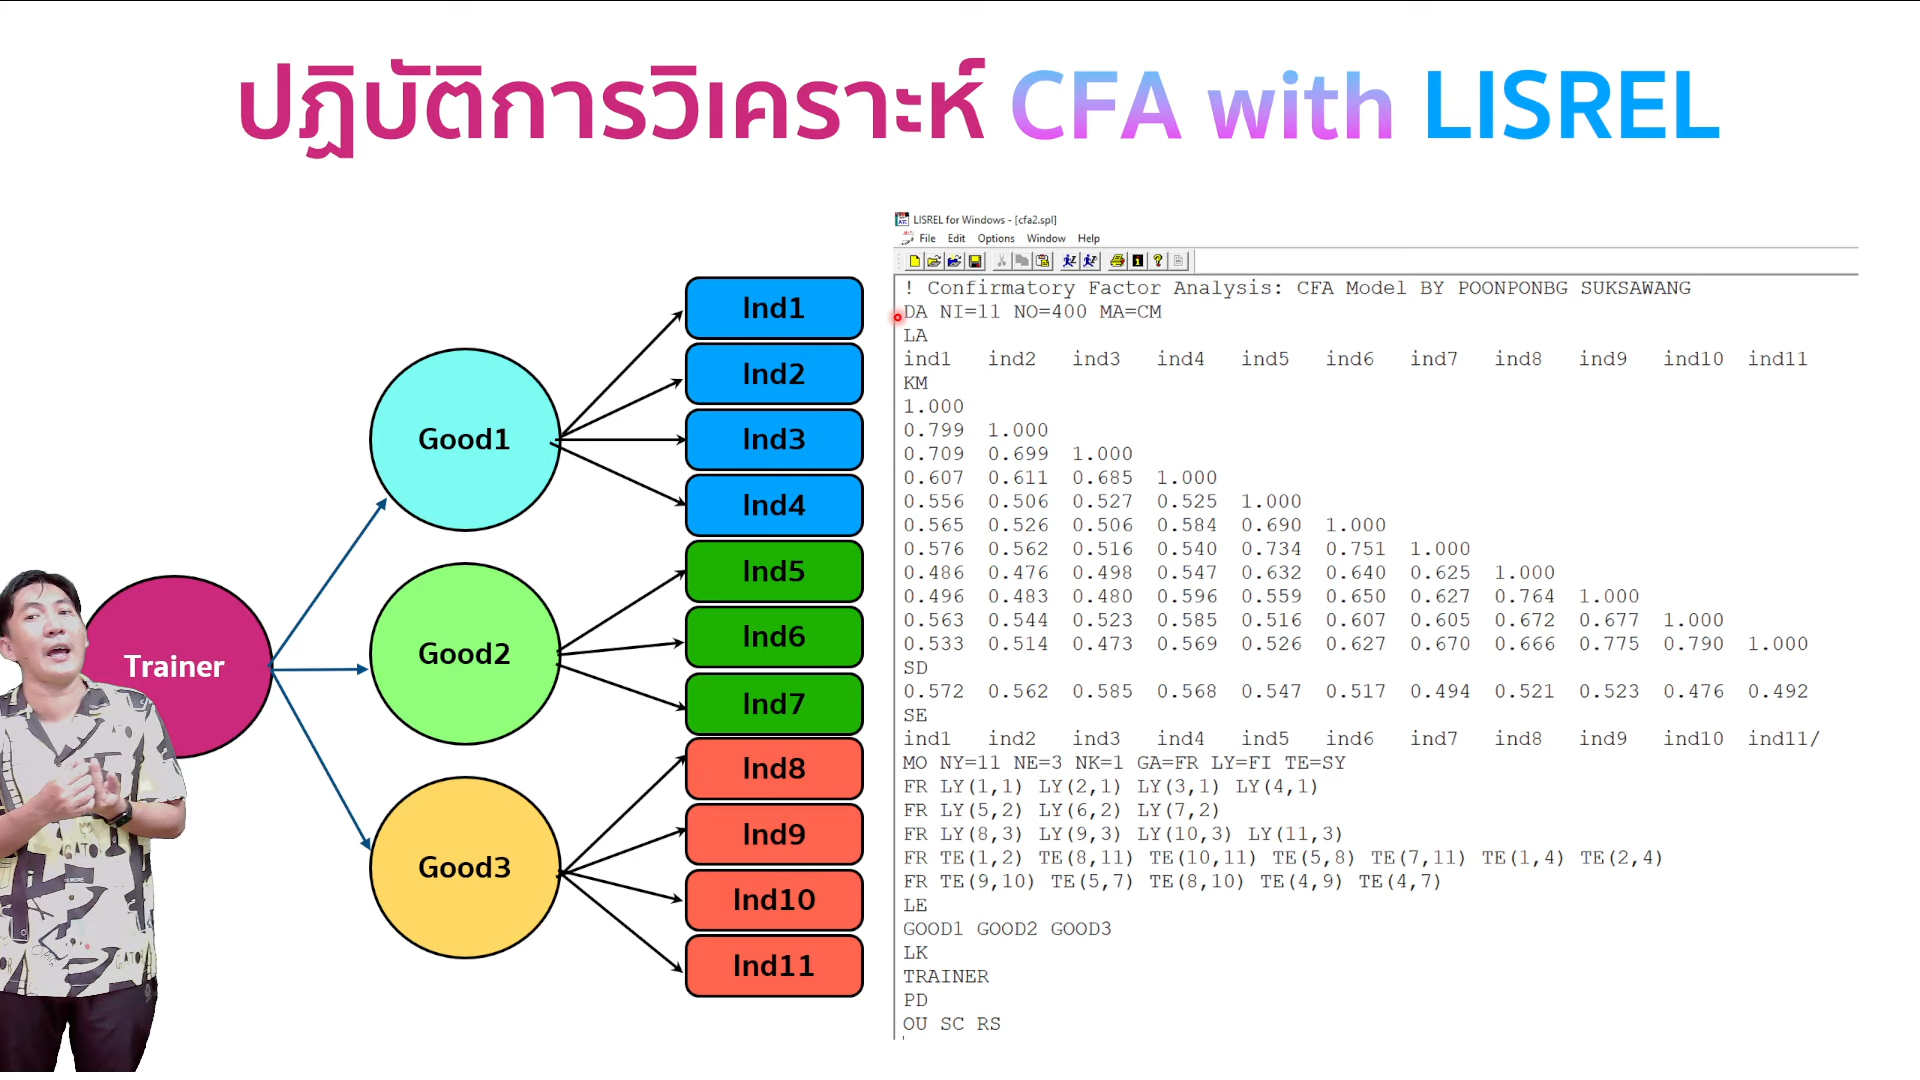 ปฏิบัติการวิเคราะห์ CFA with LISREL
Trainer
Good1
Good2
Good3
Ind1
Ind2
Ind3
Ind4
Ind5
Ind6
Ind7
Ind8
Ind9
Ind10
Ind11
LISREL for Windows - [cfa2.spl]
File Edit Options Window Help
! Confirmatory Factor Analysis: CFA Model BY POONPONBG SUKSAWANG
DA NI=11 NO=400 MA=CM
LA
ind1 ind2 ind3 ind4 ind5 ind6 ind7 ind8 ind9 ind10 ind11
KM
1.000
0.799 1.000
0.709 0.699 1.000
0.607 0.611 0.685 1.000
0.556 0.506 0.527 0.525 1.000
0.565 0.526 0.506 0.584 0.690 1.000
0.576 0.562 0.516 0.540 0.734 0.751 1.000
0.486 0.476 0.498 0.547 0.632 0.640 0.625 1.000
0.496 0.483 0.480 0.596 0.559 0.650 0.627 0.764 1.000
0.563 0.544 0.523 0.585 0.516 0.607 0.605 0.672 0.677 1.000
0.533 0.514 0.473 0.569 0.526 0.627 0.670 0.666 0.775 0.790 1.000
SD
0.572 0.562 0.585 0.568 0.547 0.517 0.494 0.521 0.523 0.476 0.492
SE
ind1 ind2 ind3 ind4 ind5 ind6 ind7 ind8 ind9 ind10 ind11/
MO NY=11 NE=3 NK=1 GA=FR LY=FI TE=SY
FR LY(1,1) LY(2,1) LY(3,1) LY(4,1)
FR LY(5,2) LY(6,2) LY(7,2)
FR LY(8,3) LY(9,3) LY(10,3) LY(11,3)
FR TE(1,2) TE(8,11) TE(10,11) TE(5,8) TE(7,11) TE(1,4) TE(2,4)
FR TE(9,10) TE(5,7) TE(8,10) TE(4,9) TE(4,7)
LE
GOOD1 GOOD2 GOOD3
LK
TRAINER
PD
OU SC RS